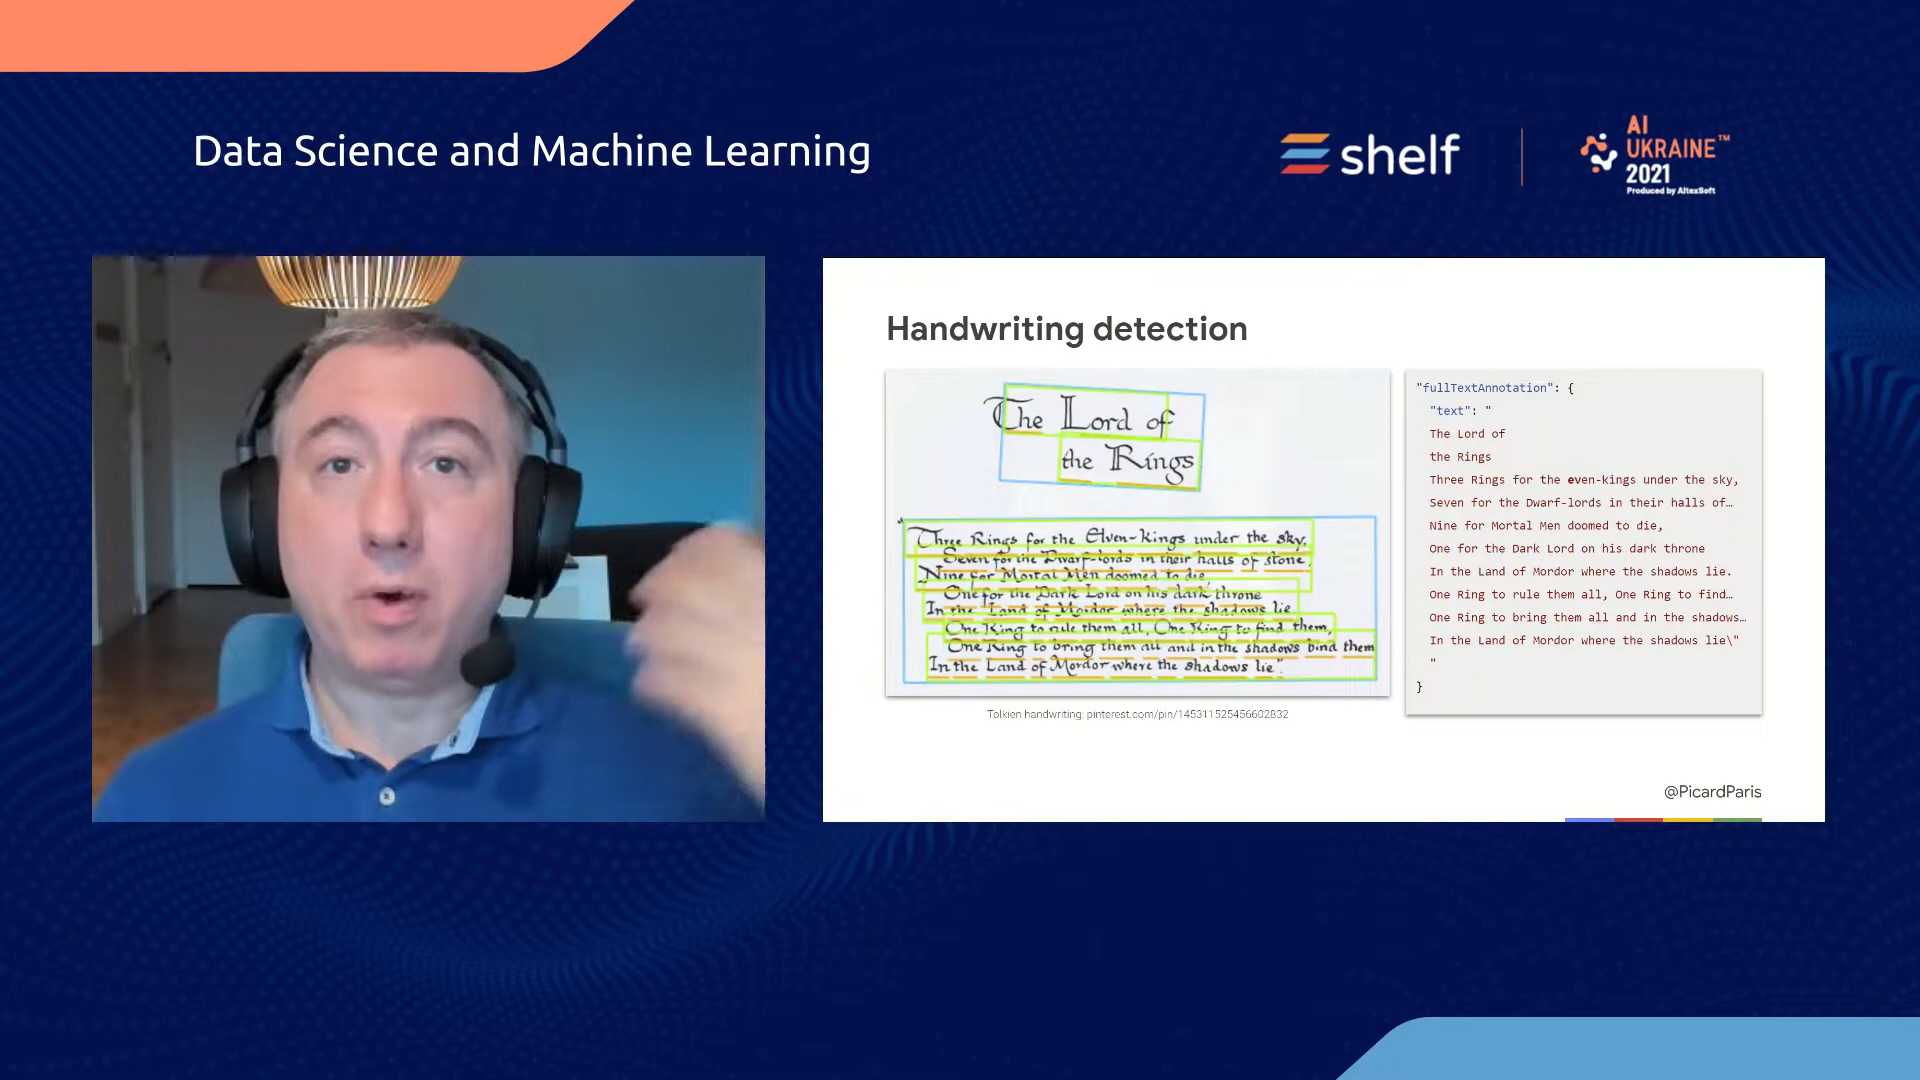 Data Science and Machine Learning
shelf
AI
UKRAINE™
2021
Produced by AltexSoft
Handwriting detection
The Lord of
the Rings
"Three Rings for the Elven-kings under the sky,
Seven for the Dwarf-lords in their halls of stone,
Nine for Mortal Men doomed to die,
One for the Dark Lord on his dark throne
In the Land of Mordor where the shadows lie.
One Ring to rule them all, One Ring to find them,
One Ring to bring them all and in the shadows bind them
In the Land of Mordor where the shadows lie"
Tolkien handwriting: pinterest.com/pin/145311525456602832
"fullTextAnnotation": {
"text": "
The Lord of
the Rings
Three Rings for the even-kings under the sky,
Seven for the Dwarf-lords in their halls of…
Nine for Mortal Men doomed to die,
One for the Dark Lord on his dark throne
In the Land of Mordor where the shadows lie.
One Ring to rule them all, One Ring to find…
One Ring to bring them all and in the shadows…
In the Land of Mordor where the shadows lie\"
"
}
@PicardParis